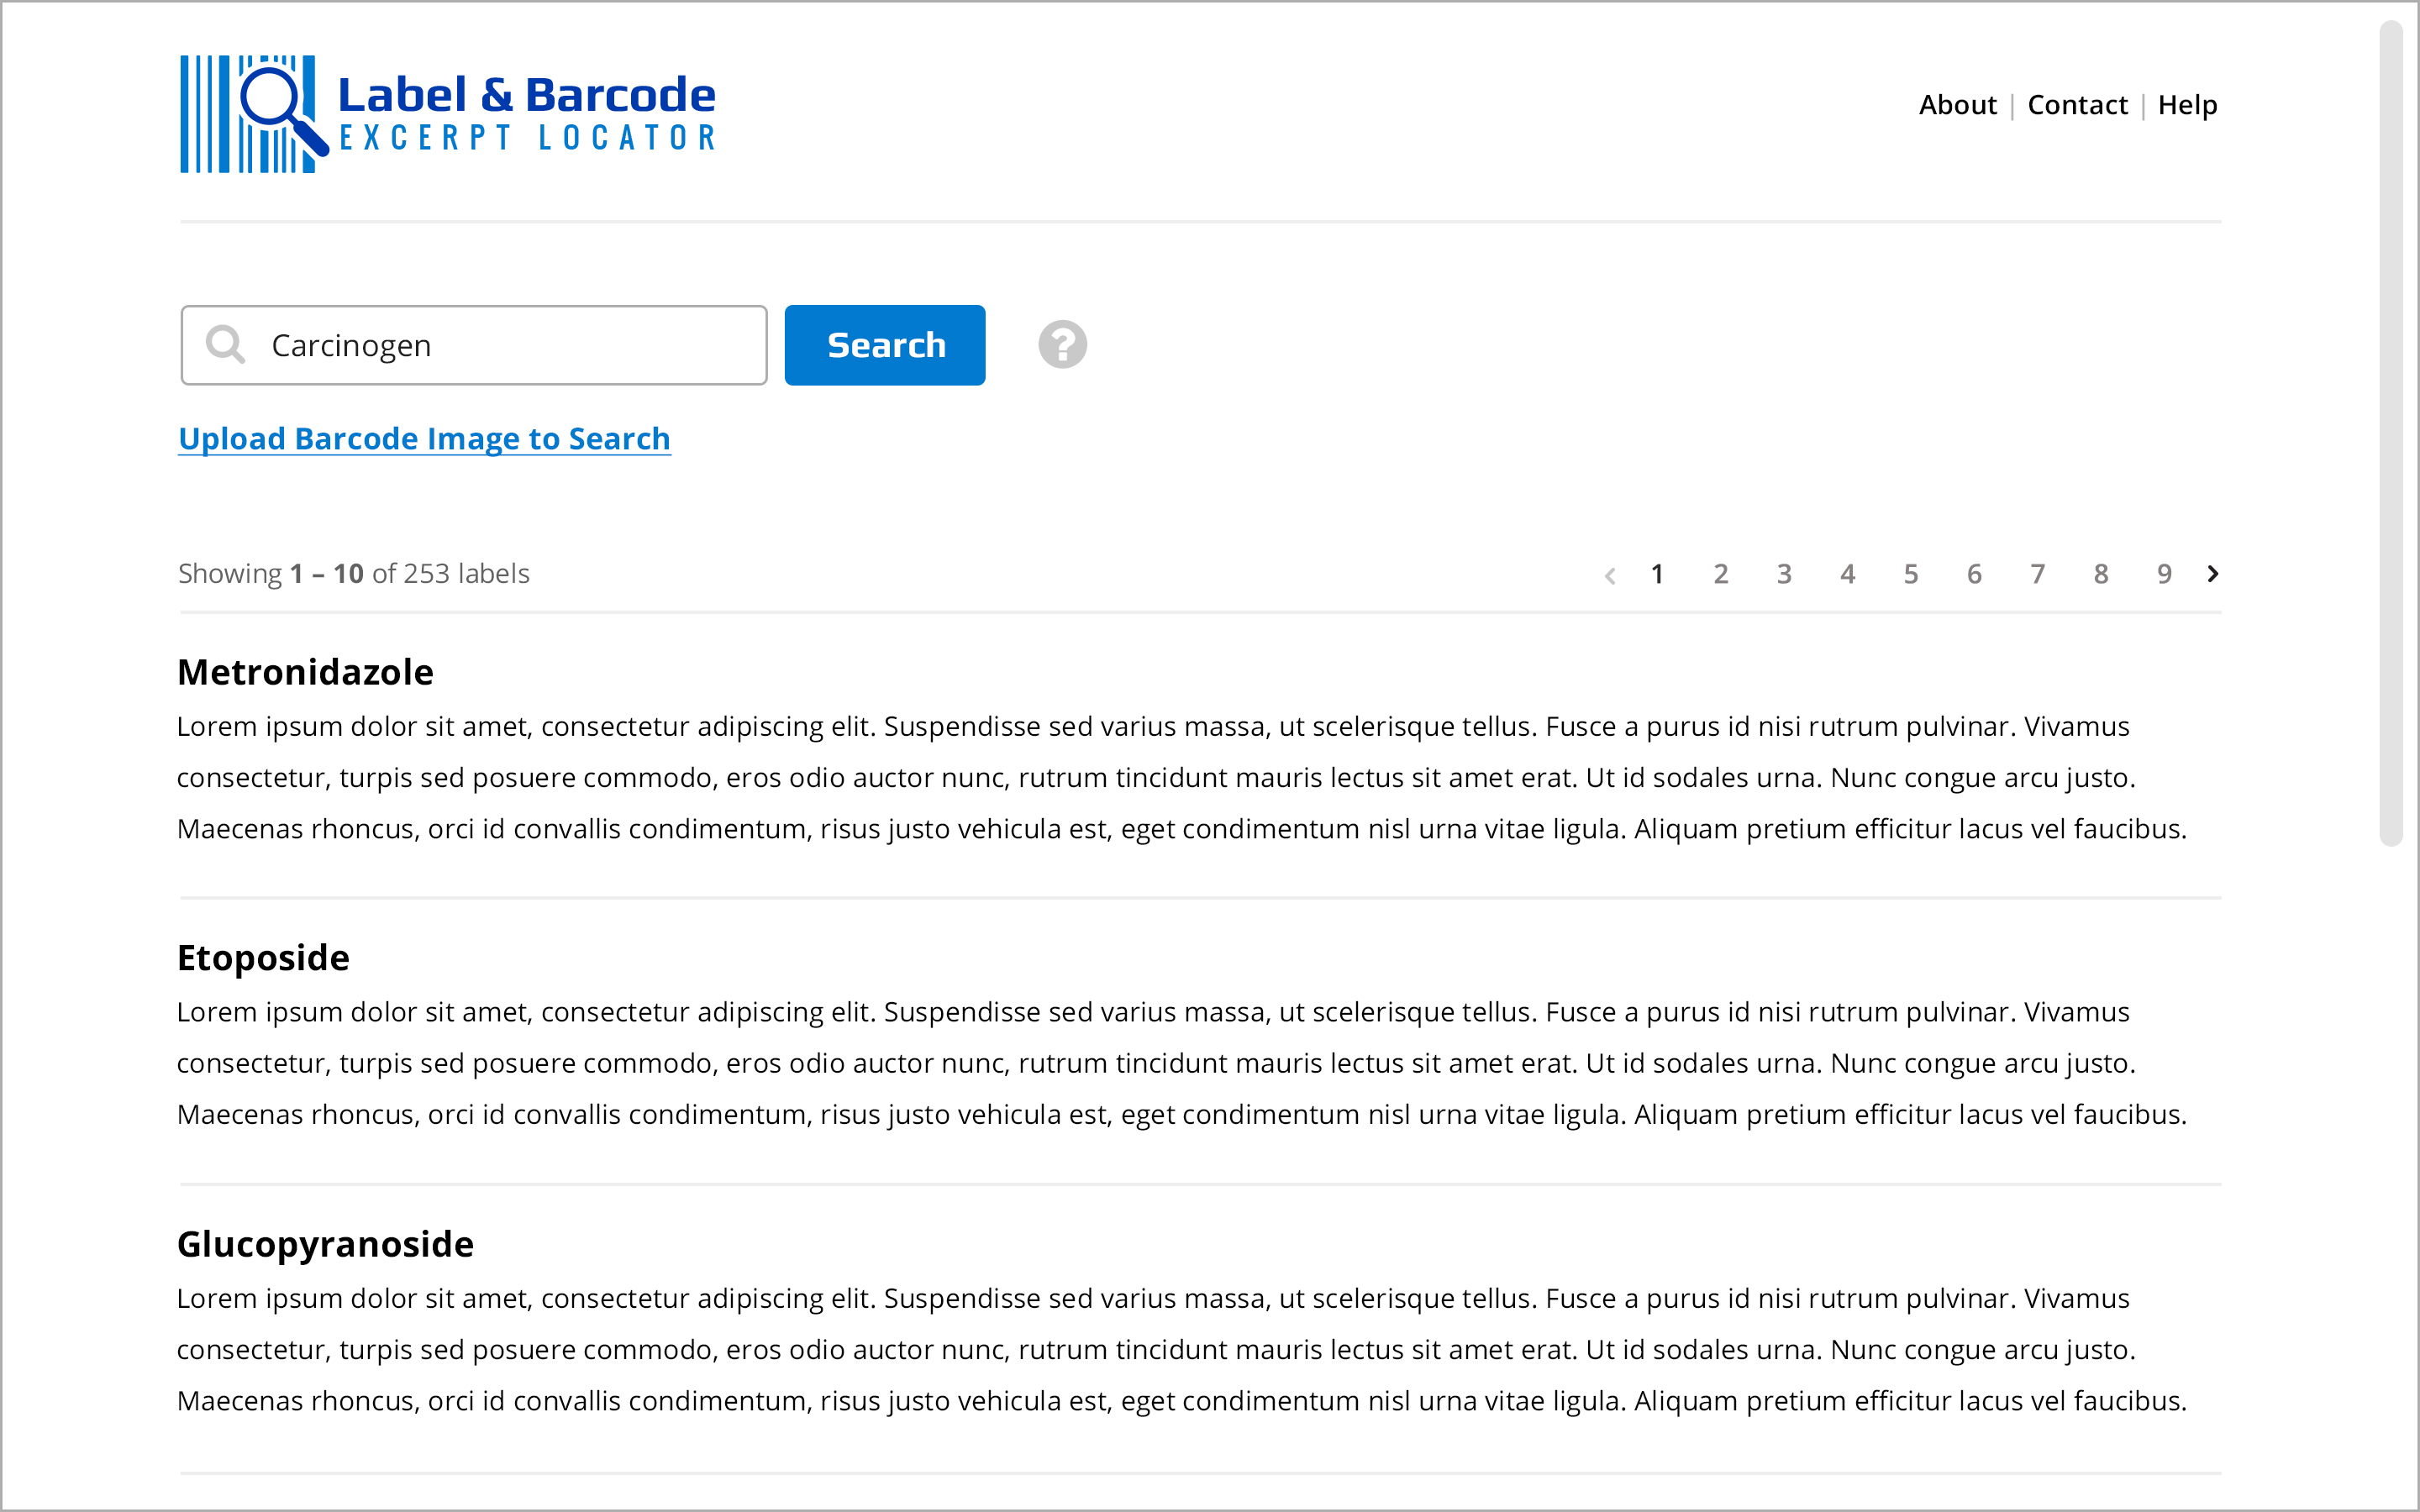 Label & Barcode
EXCERPT LOCATOR
About | Contact | Help
Carcinogen
Search
?
Upload Barcode Image to Search
Showing 1 – 10 of 253 labels
‹ 1 2 3 4 5 6 7 8 9 ›
Metronidazole
Lorem ipsum dolor sit amet, consectetur adipiscing elit. Suspendisse sed varius massa, ut scelerisque tellus. Fusce a purus id nisi rutrum pulvinar. Vivamus
consectetur, turpis sed posuere commodo, eros odio auctor nunc, rutrum tincidunt mauris lectus sit amet erat. Ut id sodales urna. Nunc congue arcu justo.
Maecenas rhoncus, orci id convallis condimentum, risus justo vehicula est, eget condimentum nisl urna vitae ligula. Aliquam pretium efficitur lacus vel faucibus.
Etoposide
Lorem ipsum dolor sit amet, consectetur adipiscing elit. Suspendisse sed varius massa, ut scelerisque tellus. Fusce a purus id nisi rutrum pulvinar. Vivamus
consectetur, turpis sed posuere commodo, eros odio auctor nunc, rutrum tincidunt mauris lectus sit amet erat. Ut id sodales urna. Nunc congue arcu justo.
Maecenas rhoncus, orci id convallis condimentum, risus justo vehicula est, eget condimentum nisl urna vitae ligula. Aliquam pretium efficitur lacus vel faucibus.
Glucopyranoside
Lorem ipsum dolor sit amet, consectetur adipiscing elit. Suspendisse sed varius massa, ut scelerisque tellus. Fusce a purus id nisi rutrum pulvinar. Vivamus
consectetur, turpis sed posuere commodo, eros odio auctor nunc, rutrum tincidunt mauris lectus sit amet erat. Ut id sodales urna. Nunc congue arcu justo.
Maecenas rhoncus, orci id convallis condimentum, risus justo vehicula est, eget condimentum nisl urna vitae ligula. Aliquam pretium efficitur lacus vel faucibus.